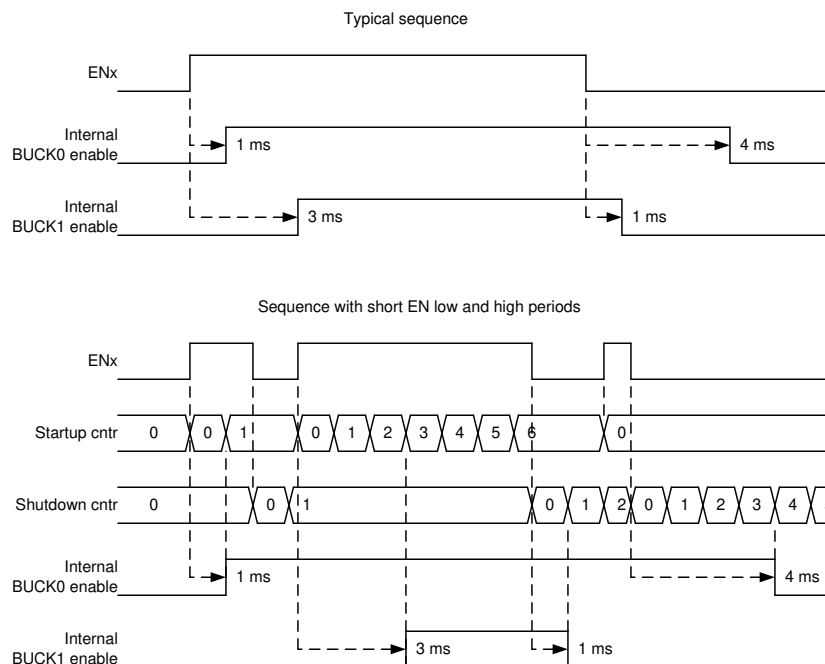 Typical sequence
ENx
Internal
BUCK0 enable
1 ms
4 ms
Internal
BUCK1 enable
3 ms
1 ms
Sequence with short EN low and high periods
ENx
Startup cntr
0 0 1 0 1 2 3 4 5 6 0
Shutdown cntr
0 0 1 0 1 2 0 1 2 3 4
Internal
BUCK0 enable
1 ms
4 ms
Internal
BUCK1 enable
3 ms
1 ms